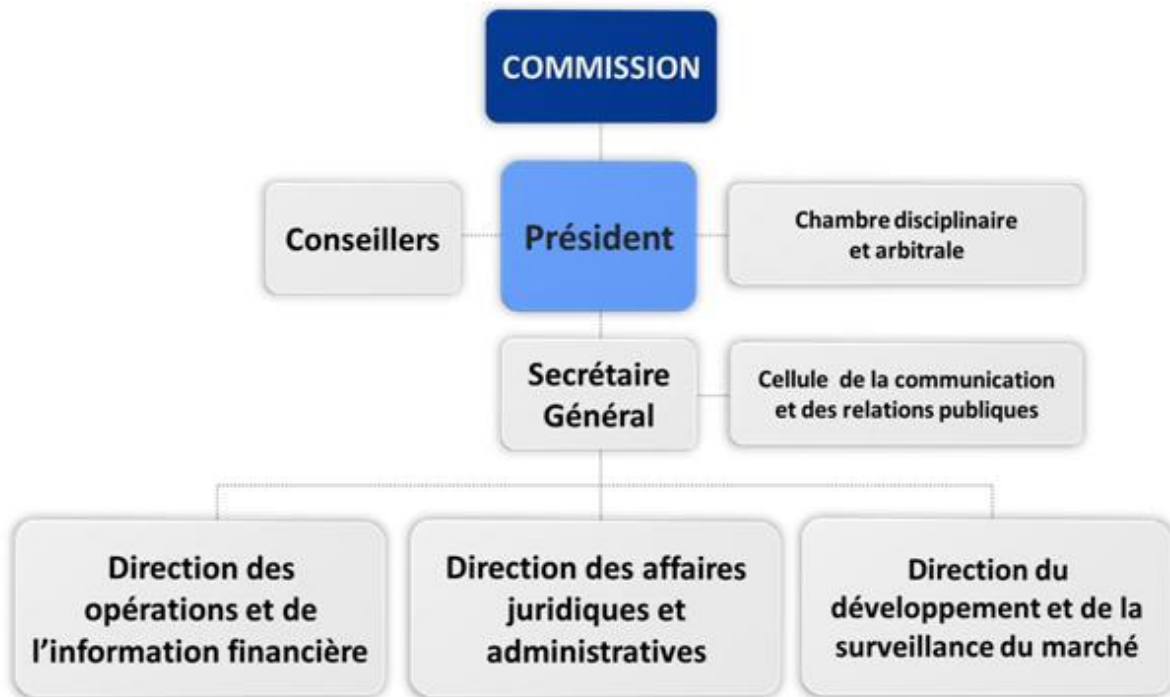 COMMISSION
Conseillers
Président
Chambre disciplinaire
et arbitrale
Secrétaire
Général
Cellule de la communication
et des relations publiques
Direction des
opérations et de
l'information financière
Direction des affaires
juridiques et
administratives
Direction du
développement et de la
surveillance du marché